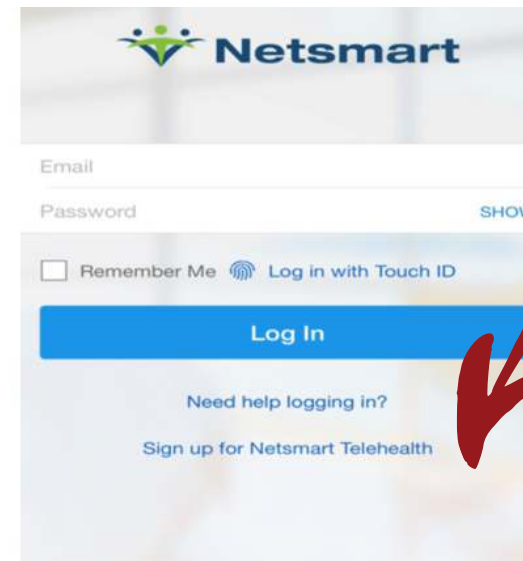 Netsmart
Email
Password SHOW
Remember Me Log in with Touch ID
Log In
Need help logging in?
Sign up for Netsmart Telehealth